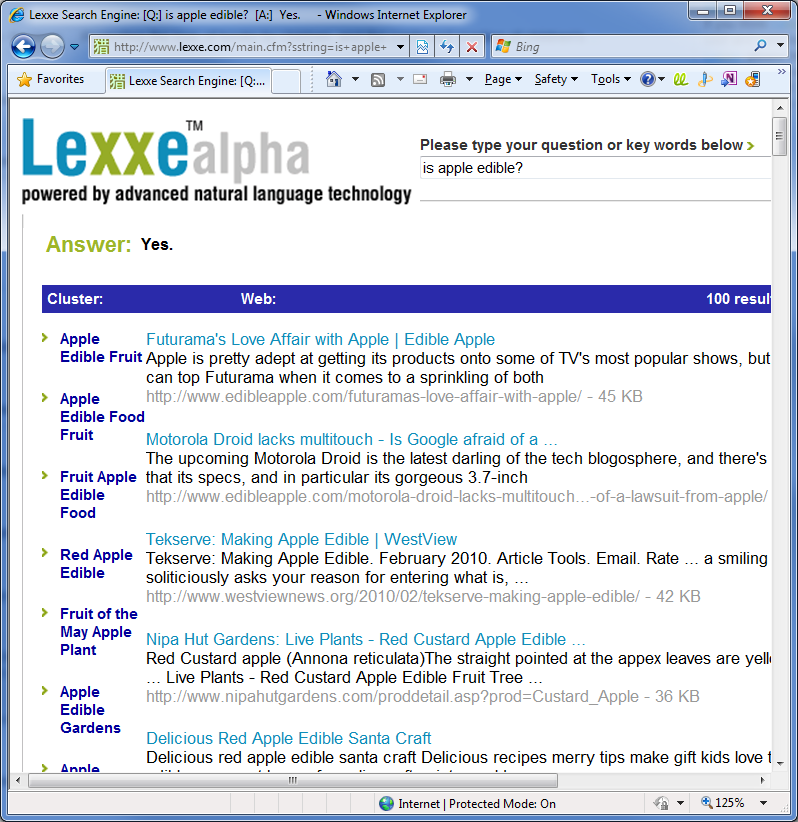 Lexxe Search Engine: [Q:] is apple edible? [A:] Yes. - Windows Internet Explorer
http://www.lexxe.com/main.cfm?sstring=is+apple+
Bing
Favorites
Lexxe Search Engine: [Q:...
Page
Safety
Tools
Lexxe alpha TM
powered by advanced natural language technology
Please type your question or key words below
is apple edible?
Answer: Yes.
Cluster: Web: 100 resul
Apple
Edible Fruit
Apple
Edible Food
Fruit
Fruit Apple
Edible
Food
Red Apple
Edible
Fruit of the
May Apple
Plant
Apple
Edible
Gardens
Apple
Futurama's Love Affair with Apple | Edible Apple
Apple is pretty adept at getting its products onto some of TV's most popular shows, but
can top Futurama when it comes to a sprinkling of both
http://www.edibleapple.com/futuramas-love-affair-with-apple/ - 45 KB
Motorola Droid lacks multitouch - Is Google afraid of a ...
The upcoming Motorola Droid is the latest darling of the tech blogosphere, and there's
that its specs, and in particular its gorgeous 3.7-inch
http://www.edibleapple.com/motorola-droid-lacks-multitouch...-of-a-lawsuit-from-apple/
Tekserve: Making Apple Edible | WestView
Tekserve: Making Apple Edible. February 2010. Article Tools. Email. Rate ... a smiling
soliticiously asks your reason for entering what is, ...
http://www.westviewnews.org/2010/02/tekserve-making-apple-edible/ - 42 KB
Nipa Hut Gardens: Live Plants - Red Custard Apple Edible ...
Red Custard apple (Annona reticulata)The straight pointed at the appex leaves are yell
... Live Plants - Red Custard Apple Edible Fruit Tree ...
http://www.nipahutgardens.com/proddetail.asp?prod=Custard_Apple - 36 KB
Delicious Red Apple Edible Santa Craft
Delicious red apple edible santa craft Delicious recipes merry tips make gift kids love t
Internet | Protected Mode: On
125%